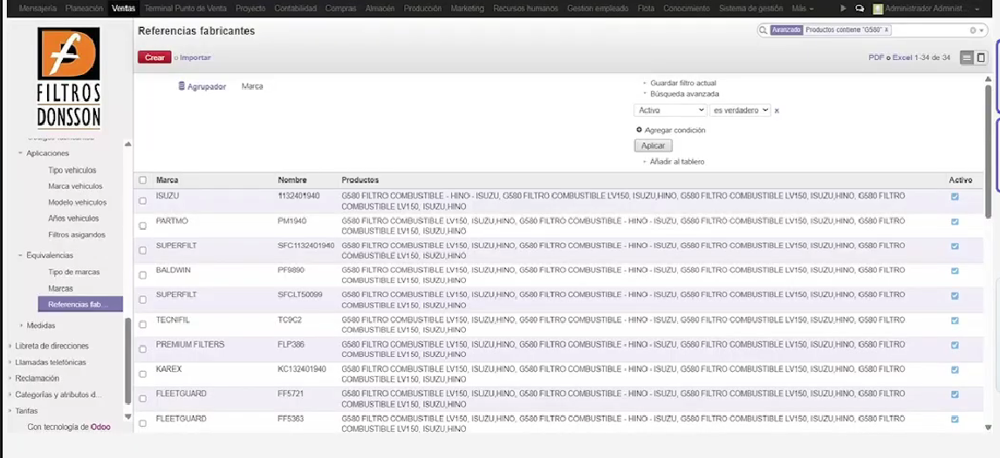 Mensajería Planeación Ventas Terminal Punto de Venta Proyecto Contabilidad Compras Almacén Producción Marketing Recursos humanos Gestion empleado Flota Conocimiento Sistema de gestión Más Administrador Administ...
Referencias fabricantes
Avanzado Productos contiene "G580" x
Crear o Importar
PDF o Excel 1-34 de 34
FILTROS
DONSSON
Agrupador Marca
Guardar filtro actual
Búsqueda avanzada
Activo es verdadero x
Agregar condición
Aplicar
Añadir al tablero
Aplicaciones
Tipo vehiculos
Marca vehiculos
Modelo vehiculos
Años vehiculos
Filtros asigandos
Equivalencias
Tipo de marcas
Marcas
Referencias fab...
Medidas
Libreta de direcciones
Llamadas telefónicas
Reclamación
Categorías y atributos d...
Tarifas
Con tecnología de Odoo
Marca Nombre Productos Activo
ISUZU 1132401940 G580 FILTRO COMBUSTIBLE - HINO - ISUZU, G580 FILTRO COMBUSTIBLE LV150, ISUZU,HINO, G580 FILTRO COMBUSTIBLE LV150, ISUZU,HINO, G580 FILTRO
COMBUSTIBLE LV150, ISUZU,HINO
PARTMO PM1940 G580 FILTRO COMBUSTIBLE LV150, ISUZU,HINO, G580 FILTRO COMBUSTIBLE - HINO - ISUZU, G580 FILTRO COMBUSTIBLE LV150, ISUZU,HINO, G580 FILTRO
COMBUSTIBLE LV150, ISUZU,HINO
SUPERFILT SFC1132401940 G580 FILTRO COMBUSTIBLE LV150, ISUZU,HINO, G580 FILTRO COMBUSTIBLE - HINO - ISUZU, G580 FILTRO COMBUSTIBLE LV150, ISUZU,HINO, G580 FILTRO
COMBUSTIBLE LV150, ISUZU,HINO
BALDWIN PF9890 G580 FILTRO COMBUSTIBLE LV150, ISUZU,HINO, G580 FILTRO COMBUSTIBLE - HINO - ISUZU, G580 FILTRO COMBUSTIBLE LV150, ISUZU,HINO, G580 FILTRO
COMBUSTIBLE LV150, ISUZU,HINO
SUPERFILT SFCLT50099 G580 FILTRO COMBUSTIBLE LV150, ISUZU,HINO, G580 FILTRO COMBUSTIBLE - HINO - ISUZU, G580 FILTRO COMBUSTIBLE LV150, ISUZU,HINO, G580 FILTRO
COMBUSTIBLE LV150, ISUZU,HINO
TECNIFIL TC9C2 G580 FILTRO COMBUSTIBLE LV150, ISUZU,HINO, G580 FILTRO COMBUSTIBLE - HINO - ISUZU, G580 FILTRO COMBUSTIBLE LV150, ISUZU,HINO, G580 FILTRO
COMBUSTIBLE LV150, ISUZU,HINO
PREMIUM FILTERS FLP386 G580 FILTRO COMBUSTIBLE LV150, ISUZU,HINO, G580 FILTRO COMBUSTIBLE - HINO - ISUZU, G580 FILTRO COMBUSTIBLE LV150, ISUZU,HINO, G580 FILTRO
COMBUSTIBLE LV150, ISUZU,HINO
KAREX KC132401940 G580 FILTRO COMBUSTIBLE LV150, ISUZU,HINO, G580 FILTRO COMBUSTIBLE - HINO - ISUZU, G580 FILTRO COMBUSTIBLE LV150, ISUZU,HINO, G580 FILTRO
COMBUSTIBLE LV150, ISUZU,HINO
FLEETGUARD FF5721 G580 FILTRO COMBUSTIBLE LV150, ISUZU,HINO, G580 FILTRO COMBUSTIBLE - HINO - ISUZU, G580 FILTRO COMBUSTIBLE LV150, ISUZU,HINO, G580 FILTRO
COMBUSTIBLE LV150, ISUZU,HINO
FLEETGUARD FF5363 G580 FILTRO COMBUSTIBLE LV150, ISUZU,HINO, G580 FILTRO COMBUSTIBLE - HINO - ISUZU, G580 FILTRO COMBUSTIBLE LV150, ISUZU,HINO, G580 FILTRO
COMBUSTIBLE LV150, ISUZU,HINO